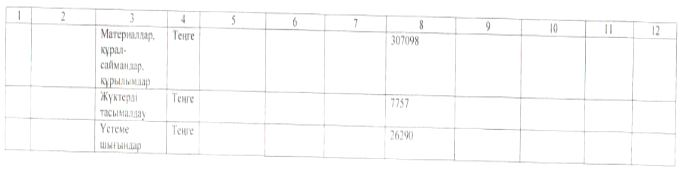 1 2 3 4 5 6 7 8 9 10 11 12
Материалдар, Теңге 307098
құрал-
саймандар,
құрылымдар
Жүктерді Теңге 7757
тасымалдау
Үстеме Теңге 26290
шығындар